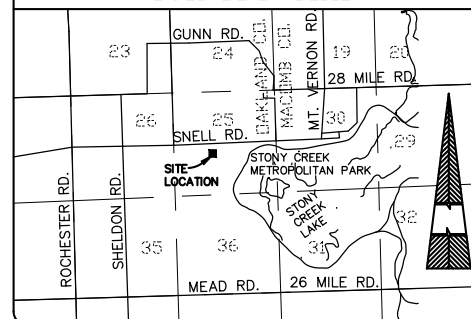 GUNN RD.
23
24
OAKLAND CO.
MACOMB CO.
MT. VERNON RD.
19
20
28 MILE RD.
26
25
30
SNELL RD.
29
SITE
LOCATION
STONY CREEK
METROPOLITAN PARK
ROCHESTER RD.
SHELDON RD.
STONY
CREEK
LAKE
32
35
36
31
MEAD RD.
26 MILE RD.